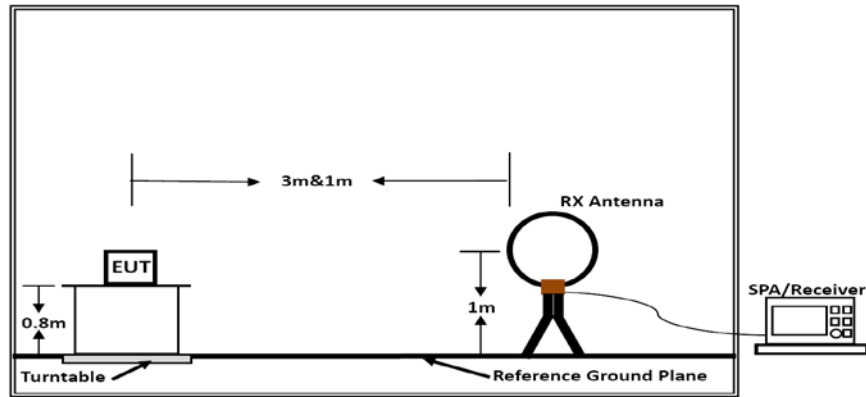 3m&1m
RX Antenna
EUT
SPA/Receiver
0.8m
1m
Turntable
Reference Ground Plane